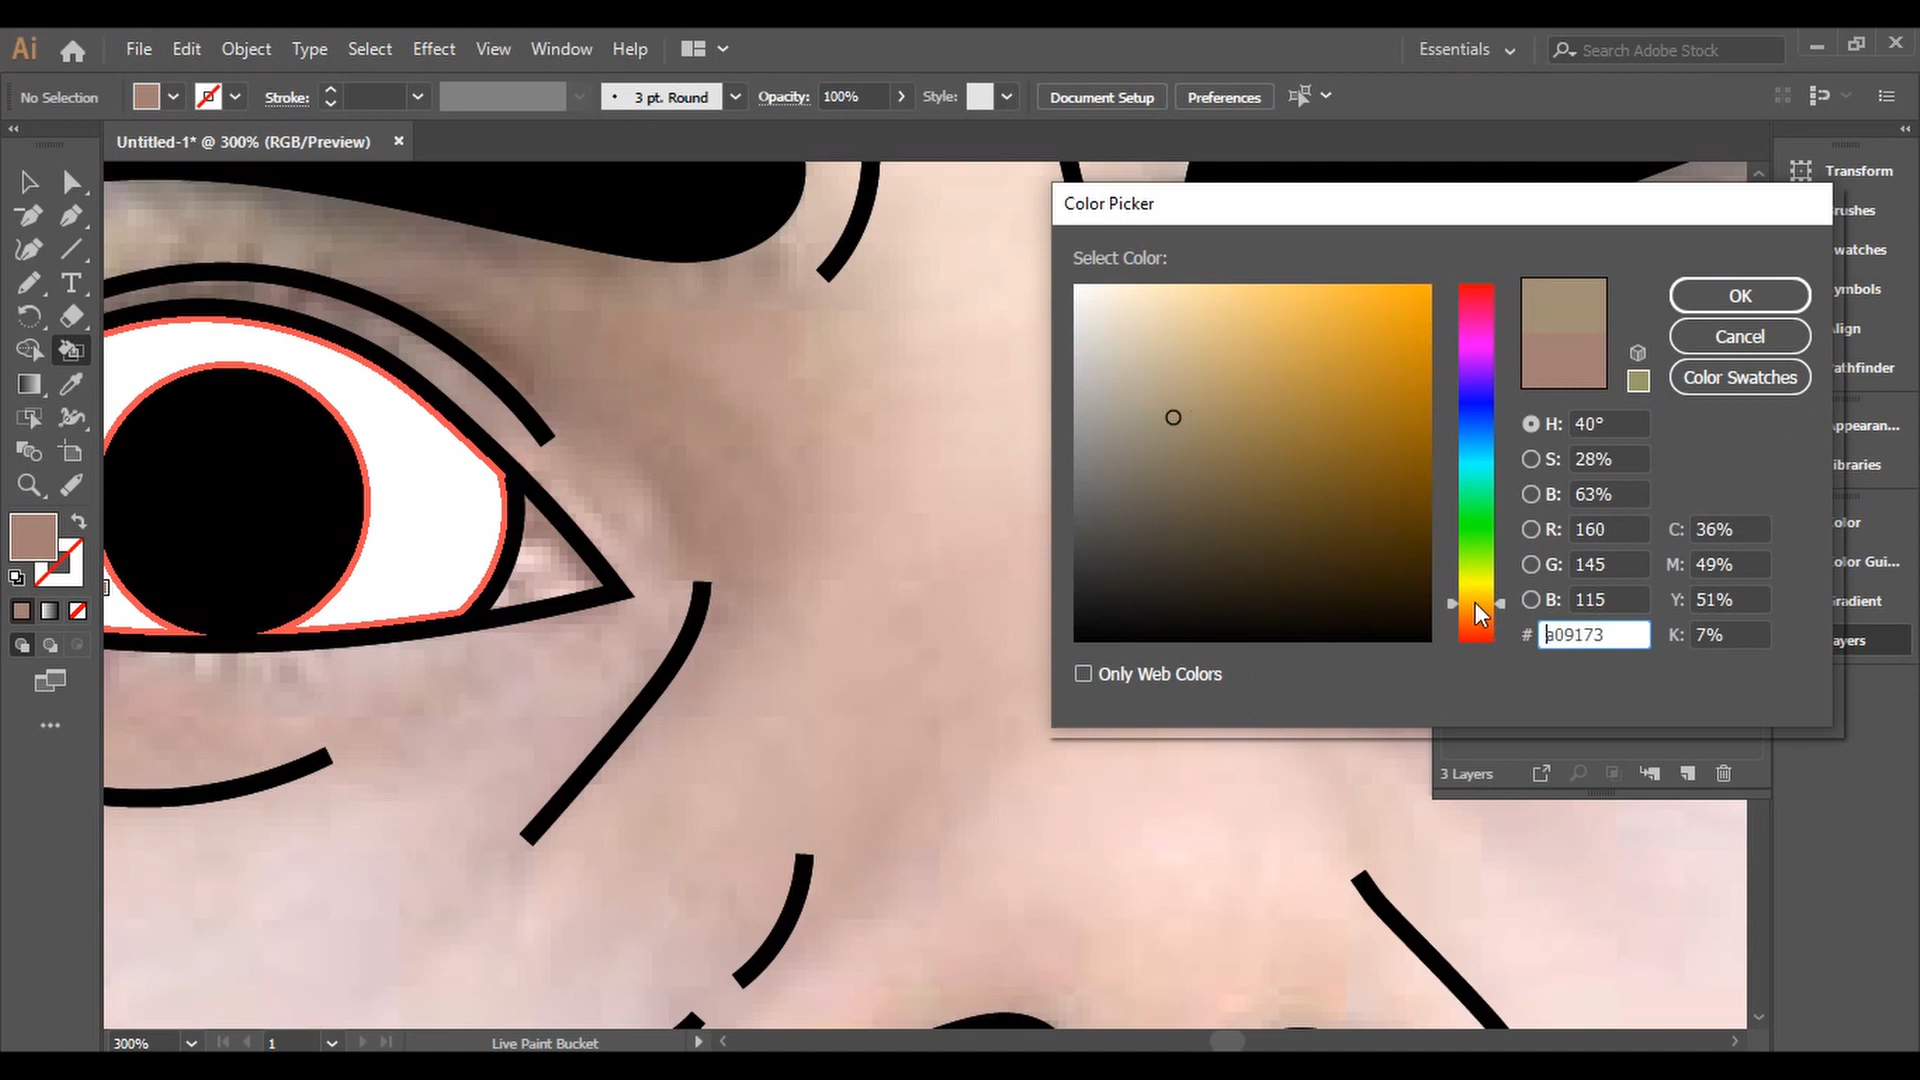 Ai File Edit Object Type Select Effect View Window Help Essentials Search Adobe Stock
No Selection Stroke: 3 pt. Round Opacity: 100% Style: Document Setup Preferences
Untitled-1* @ 300% (RGB/Preview)
Transform
Color Picker
rushes
Select Color:
watches
OK
ymbols
Cancel
lign
Color Swatches
athfinder
H: 40°
Appearan...
S: 28%
ibraries
B: 63%
R: 160 C: 36%
olor
G: 145 M: 49%
olor Gui...
B: 115 Y: 51%
radient
# a09173 K: 7%
ayers
Only Web Colors
3 Layers
300% 1 Live Paint Bucket